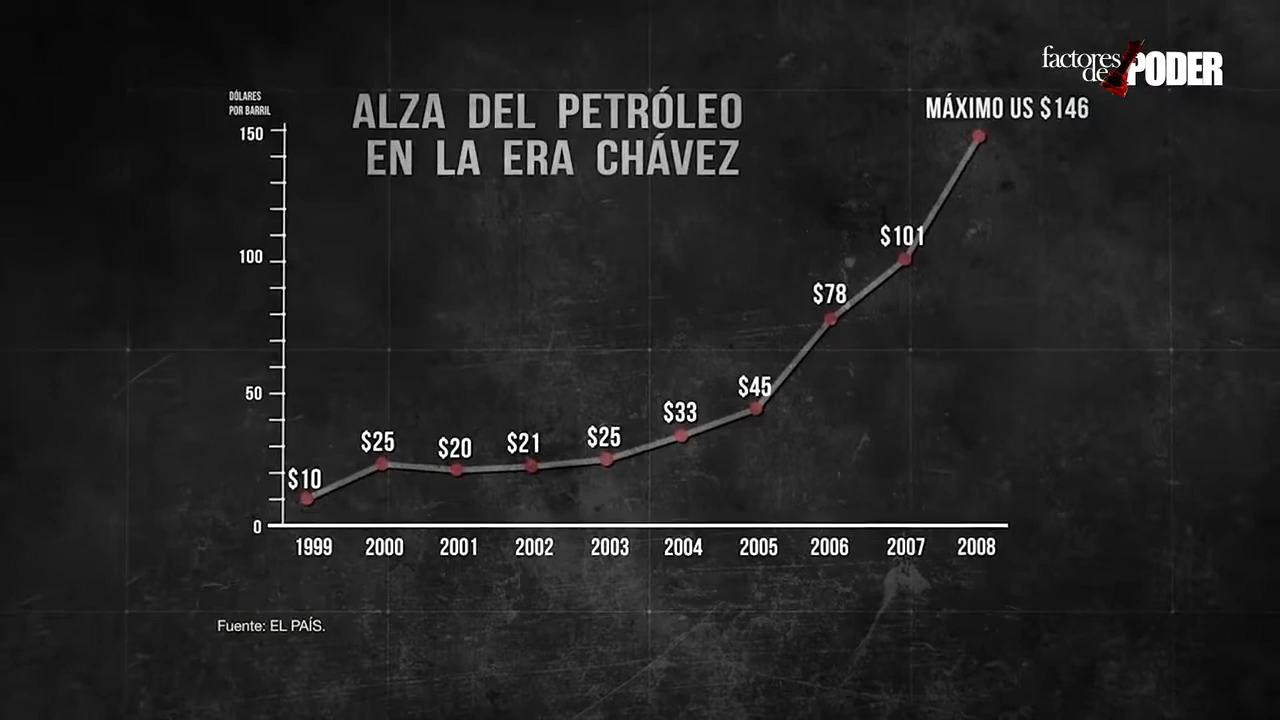 factores
de PODER
DÓLARES
POR BARRIL
ALZA DEL PETRÓLEO
EN LA ERA CHÁVEZ
MÁXIMO US $146
150
100
50
0
$10
$25
$20
$21
$25
$33
$45
$78
$101
1999 2000 2001 2002 2003 2004 2005 2006 2007 2008
Fuente: EL PAÍS.